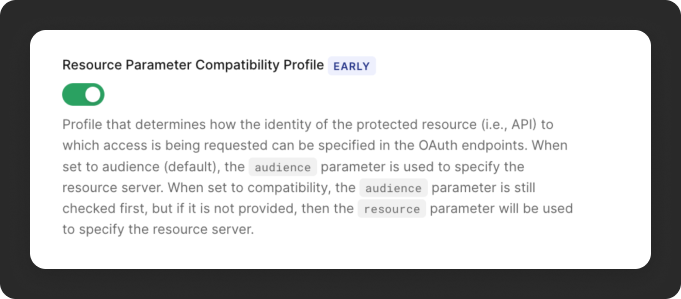 Resource Parameter Compatibility Profile EARLY
Profile that determines how the identity of the protected resource (i.e., API) to
which access is being requested can be specified in the OAuth endpoints. When
set to audience (default), the audience parameter is used to specify the
resource server. When set to compatibility, the audience parameter is still
checked first, but if it is not provided, then the resource parameter will be used
to specify the resource server.